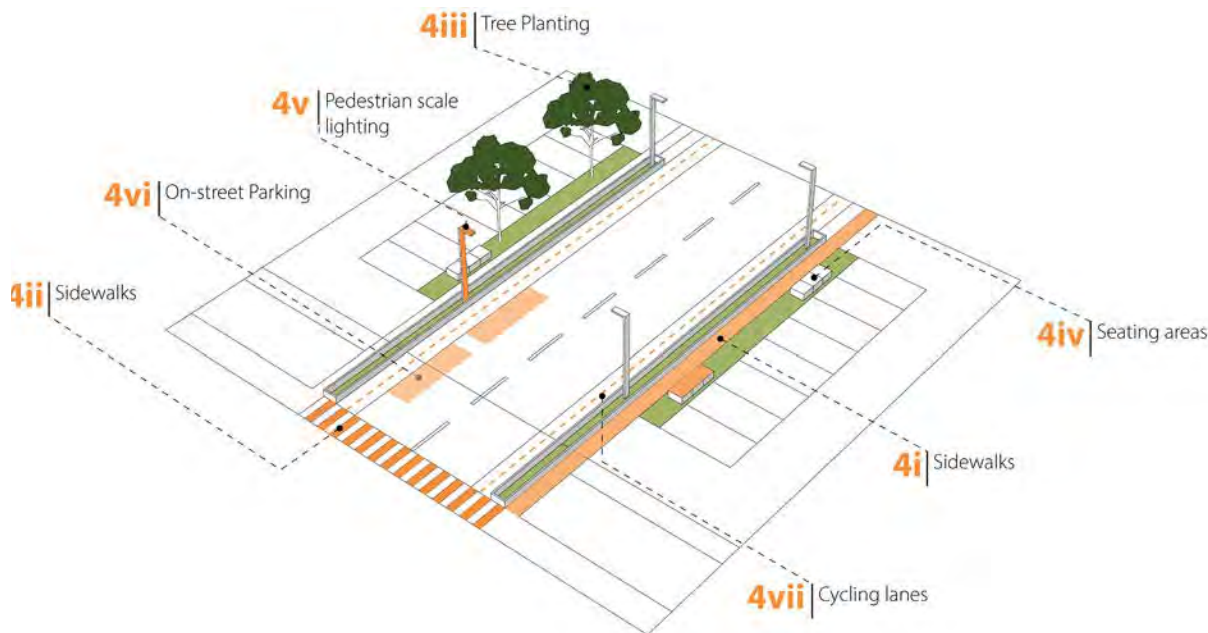 4iii Tree Planting
4v Pedestrian scale
lighting
4vi On-street Parking
4ii Sidewalks
4iv Seating areas
4i Sidewalks
4vii Cycling lanes